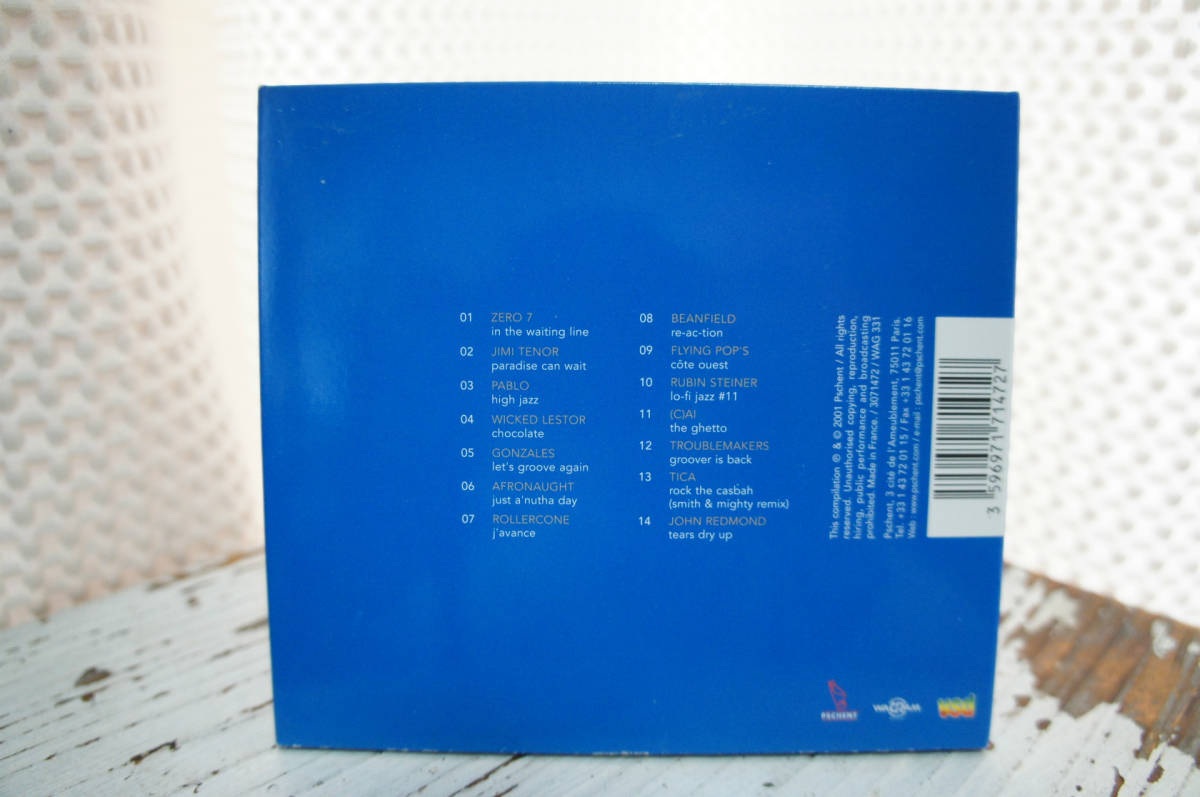 01 ZERO 7
in the waiting line
02 JIMI TENOR
paradise can wait
03 PABLO
high jazz
04 WICKED LESTOR
chocolate
05 GONZALES
let's groove again
06 AFRONAUGHT
just a'nutha day
07 ROLLERCONE
j'avance
08 BEANFIELD
re-ac-tion
09 FLYING POP'S
côte ouest
10 RUBIN STEINER
lo-fi jazz #11
11 (C)AI
the ghetto
12 TROUBLEMAKERS
groover is back
13 TICA
rock the casbah
(smith & mighty remix)
14 JOHN REDMOND
tears dry up
This compilation ℗ & © 2001 Pschent / All rights
reserved. Unauthorised copying, reproduction,
hiring, public performance and broadcasting
prohibited. Made in France. / 3071472 / WAG 331
Pschent, 3 cité de l'Ameublement, 75011 Paris.
Tel. +33 1 43 72 01 15 / Fax +33 1 43 72 01 16
Web : www.pschent.com / e-mail : pschent@pschent.com
3 596971 714727
PSCHENT
WAGRAM